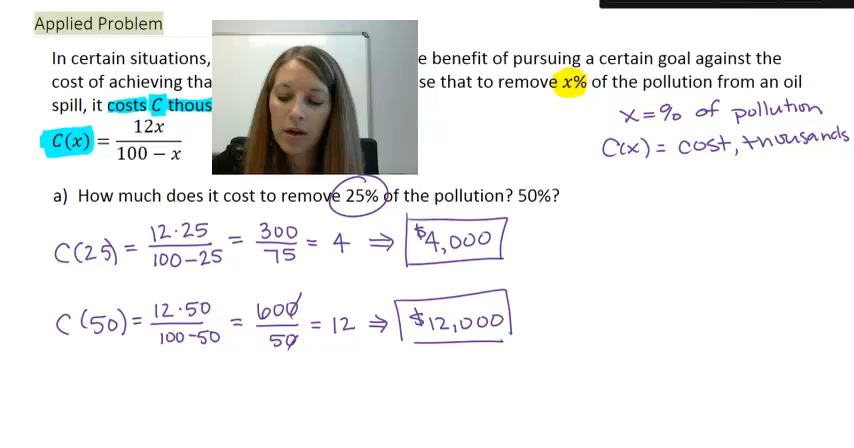 Applied Problem
In certain situations, e benefit of pursuing a certain goal against the
cost of achieving tha se that to remove x% of the pollution from an oil
spill, it costs C thous
x = % of pollution
C(x) = 12x / 100 − x
C(x) = cost, thousands
a) How much does it cost to remove 25% of the pollution? 50%?
C(25) = 12·25 / 100−25 = 300 / 75 = 4 ⇒ $4,000
C(50) = 12·50 / 100−50 = 600 / 50 = 12 ⇒ $12,000